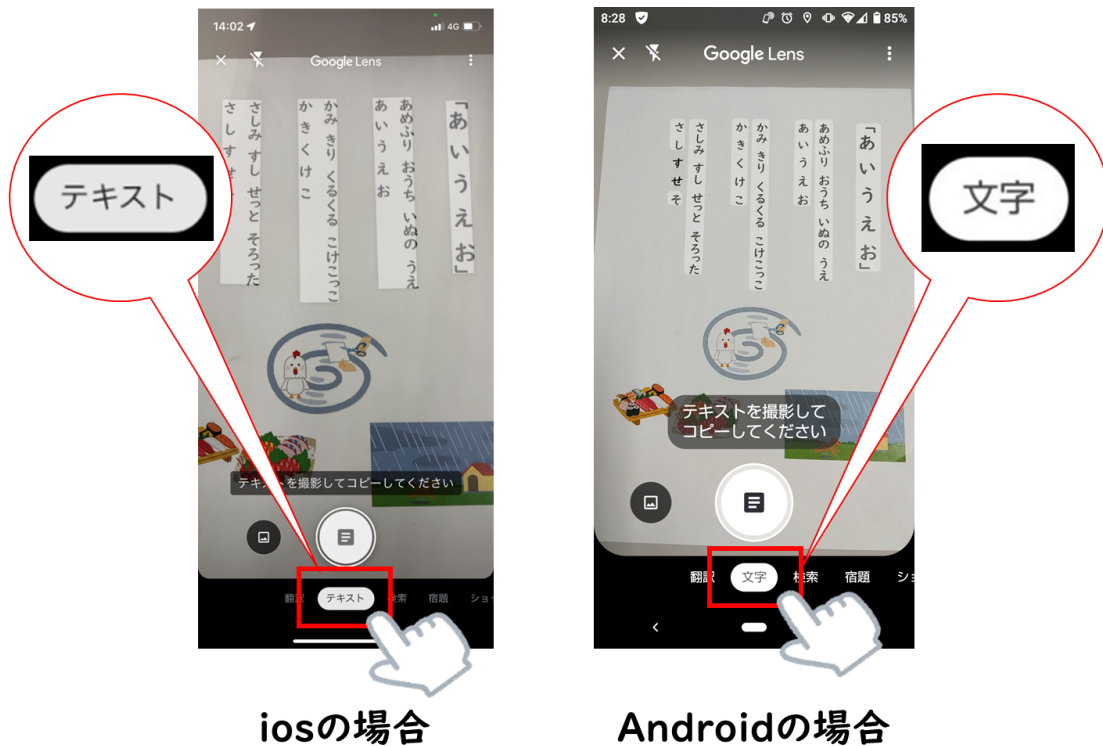 14:02
4G
Google Lens
「あいうえお」
あめふり おうち いぬの うえ
あいうえお
かみ きり くるくる こけこっこ
かきくけこ
さしみ すし せっと そろった
さしす
テキスト
テキストを撮影してコピーしてください
翻訳 テキスト 検索 宿題 ショ
iosの場合
8:28
85%
Google Lens
「あいうえお」
あめふり おうち いぬの うえ
あいうえお
かみ きり くるくる こけこっこ
かきくけこ
さしみ すし せっと そろった
さしすせそ
文字
テキストを撮影して
コピーしてください
翻訳 文字 検索 宿題 ショ
Androidの場合